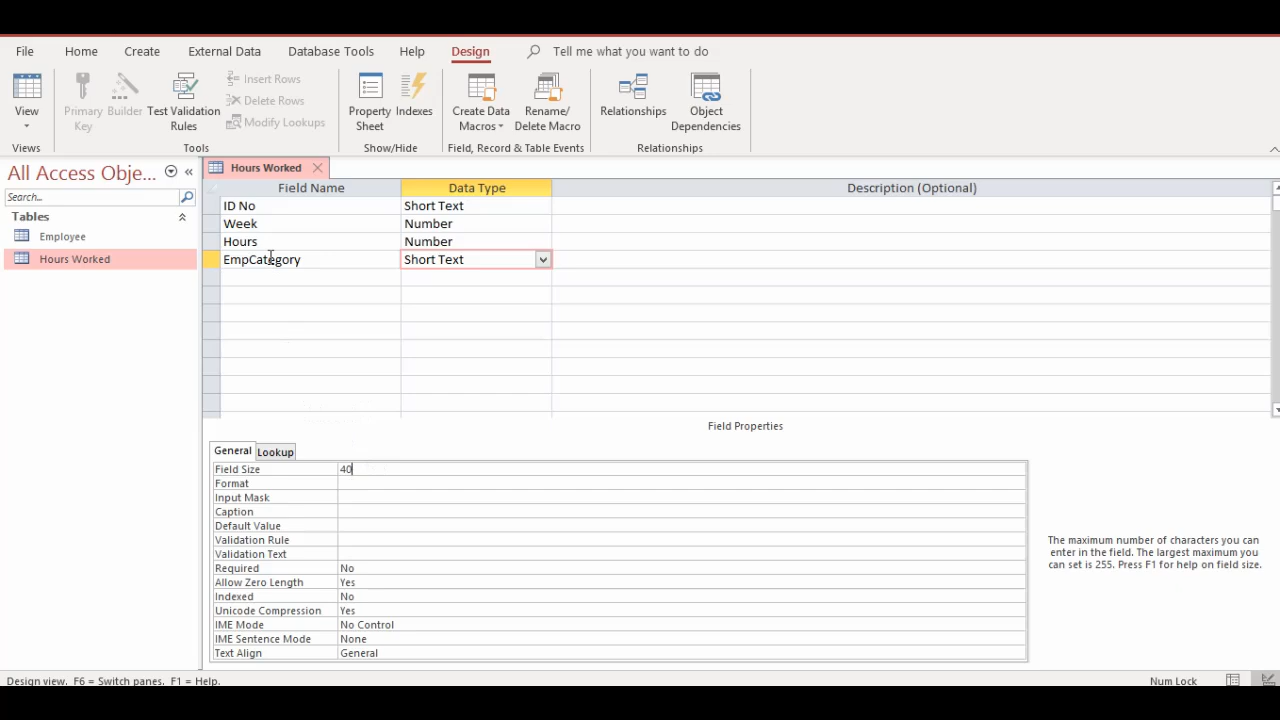 File Home Create External Data Database Tools Help Design Tell me what you want to do
View
Primary Key
Builder
Test Validation Rules
Insert Rows
Delete Rows
Modify Lookups
Property Sheet
Indexes
Create Data Macros
Rename/ Delete Macro
Relationships
Object Dependencies
Views Tools Show/Hide Field, Record & Table Events Relationships
All Access Obje... «
Search...
Tables
Employee
Hours Worked
Hours Worked
Field Name Data Type Description (Optional)
ID No Short Text
Week Number
Hours Number
EmpCategory Short Text
Field Properties
General Lookup
Field Size 40
Format
Input Mask
Caption
Default Value
Validation Rule
Validation Text
Required No
Allow Zero Length Yes
Indexed No
Unicode Compression Yes
IME Mode No Control
IME Sentence Mode None
Text Align General
The maximum number of characters you
can enter in the field. The largest maximum you
can set is 255. Press F1 for help on field size.
Design view. F6 = Switch panes. F1 = Help. Num Lock